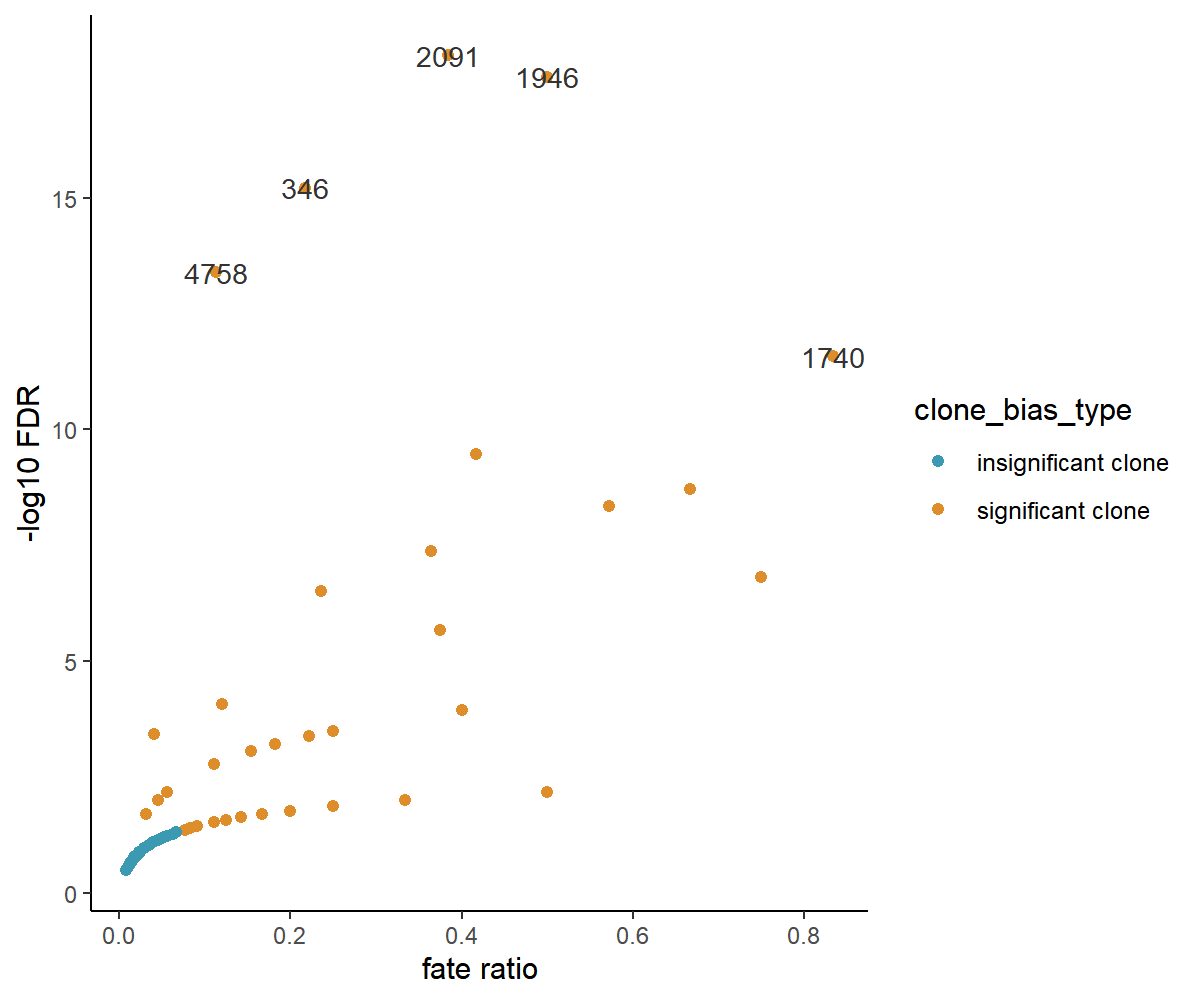 2091
1946
346
4758
1740
15
10
5
0
-log10 FDR
0.0 0.2 0.4 0.6 0.8
fate ratio
clone_bias_type
insignificant clone
significant clone